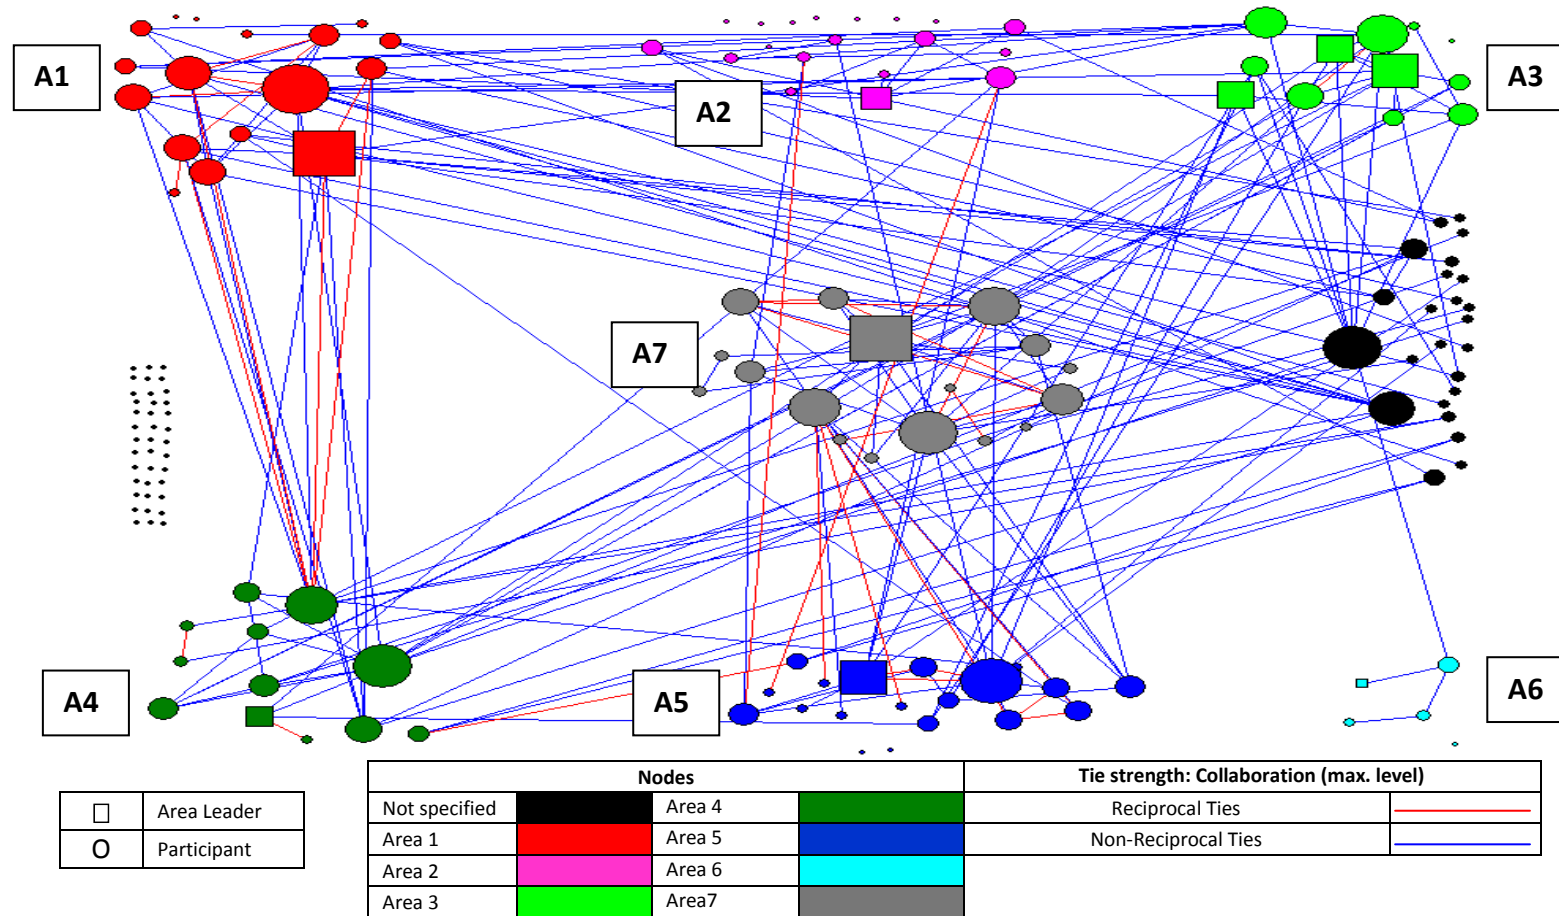 A1
A2
A3
A7
A4
A5
A6
Nodes
Tie strength: Collaboration (max. level)
Not specified
Area 4
Reciprocal Ties
Area Leader
Area 1
Area 5
Non-Reciprocal Ties
O
Participant
Area 2
Area 6
Area 3
Area7